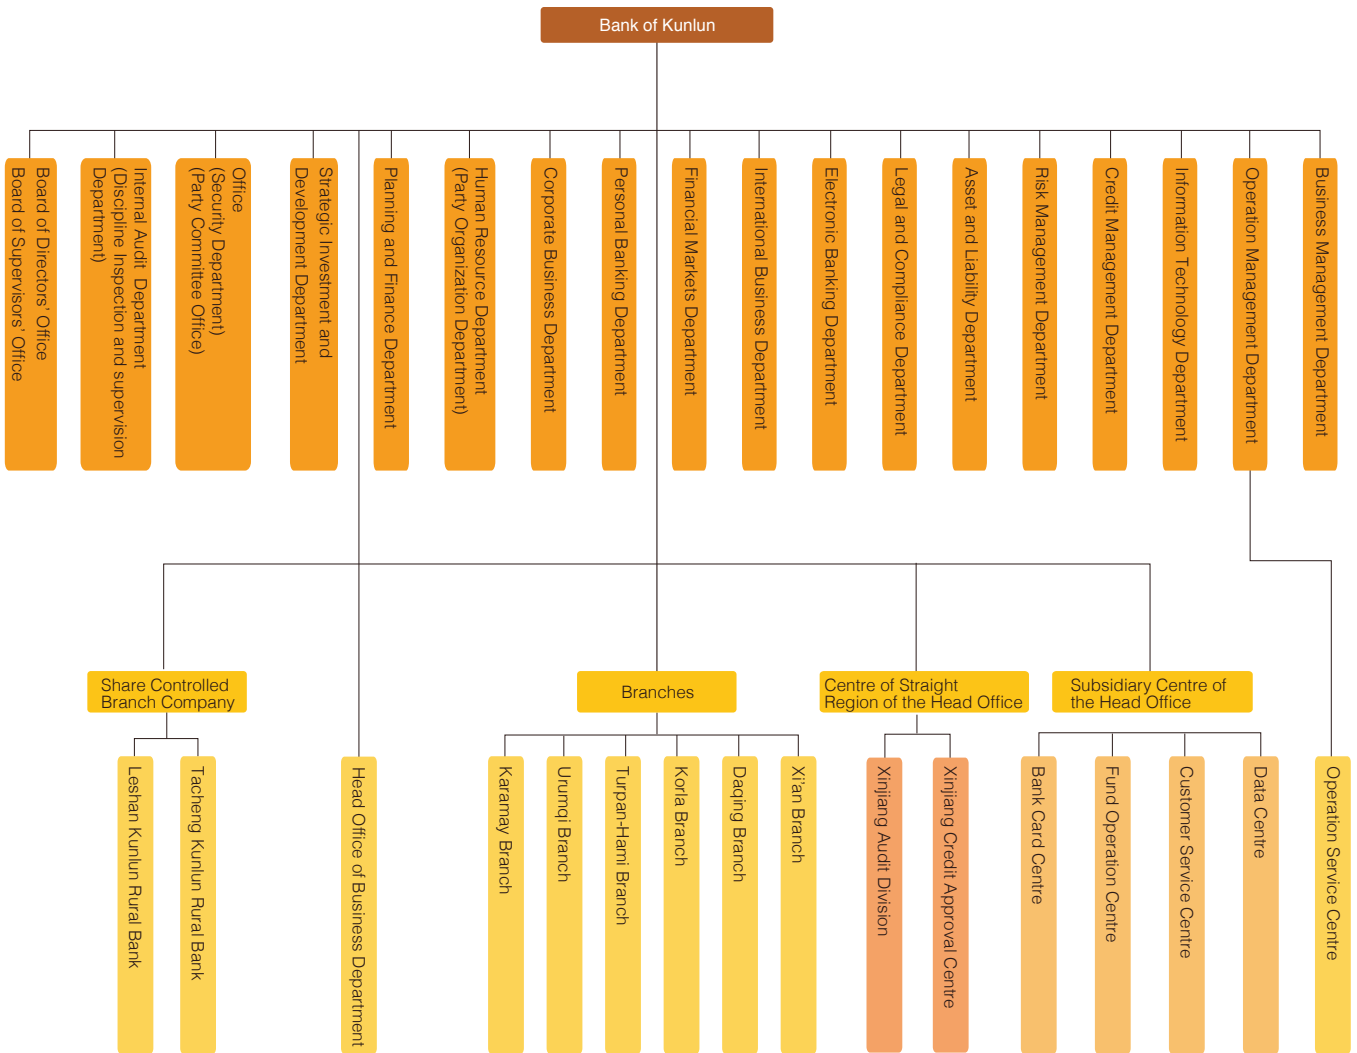 Bank of Kunlun
Board of Directors' Office
Board of Supervisors' Office
Internal Audit Department
(Discipline Inspection and supervision
Department)
Office
(Security Department)
(Party Committee Office)
Strategic Investment and
Development Department
Planning and Finance Department
Human Resource Department
(Party Organization Department)
Corporate Business Department
Personal Banking Department
Financial Markets Department
International Business Department
Electronic Banking Department
Legal and Compliance Department
Asset and Liability Department
Risk Management Department
Credit Management Department
Information Technology Department
Operation Management Department
Business Management Department
Share Controlled
Branch Company
Branches
Centre of Straight
Region of the Head Office
Subsidiary Centre of
the Head Office
Leshan Kunlun Rural Bank
Tacheng Kunlun Rural Bank
Head Office of Business Department
Karamay Branch
Urumqi Branch
Turpan-Hami Branch
Korla Branch
Daqing Branch
Xi'an Branch
Xinjiang Audit Division
Xinjiang Credit Approval Centre
Bank Card Centre
Fund Operation Centre
Customer Service Centre
Data Centre
Operation Service Centre